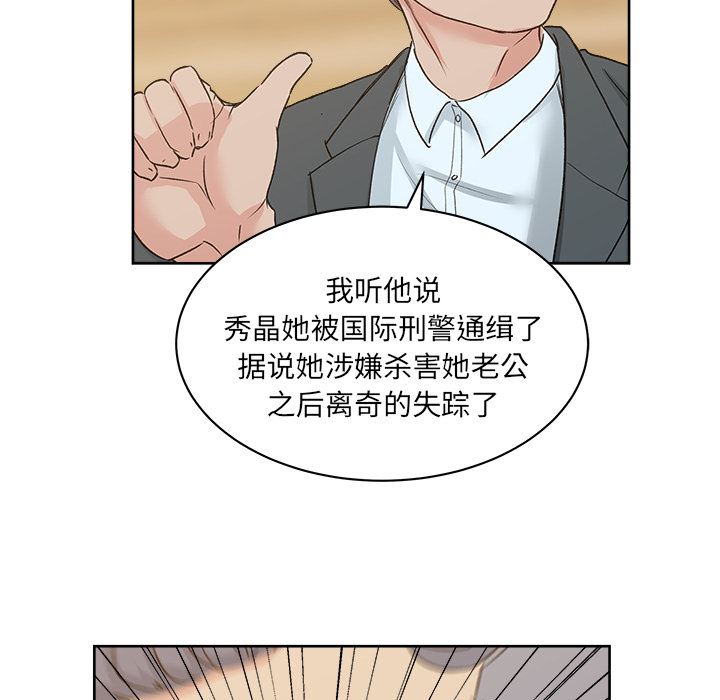 我听他说
秀晶她被国际刑警通缉了
据说她涉嫌杀害她老公
之后离奇的失踪了